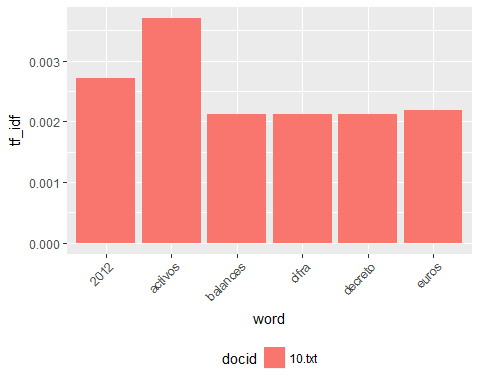 0.003
0.002
0.001
0.000
tf_idf
2012
activos
balances
cifra
decreto
euros
word
docid
10.txt